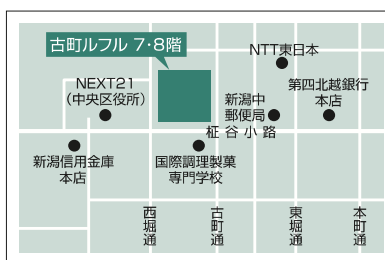 古町ルフル 7・8階
NTT東日本
NEXT21
(中央区役所)
新潟中
郵便局
第四北越銀行
本店
柾谷小路
新潟信用金庫
本店
国際調理製菓
専門学校
西堀通
古町通
東堀通
本町通